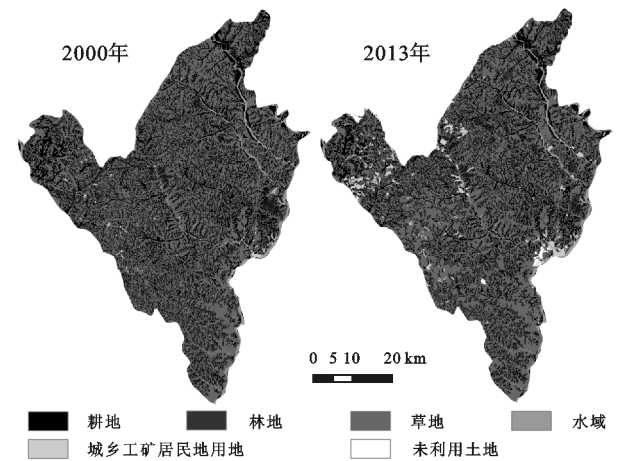 2000年
2013年
0 5 10 20 km
耕地 林地 草地 水域
城乡工矿居民地用地 未利用土地